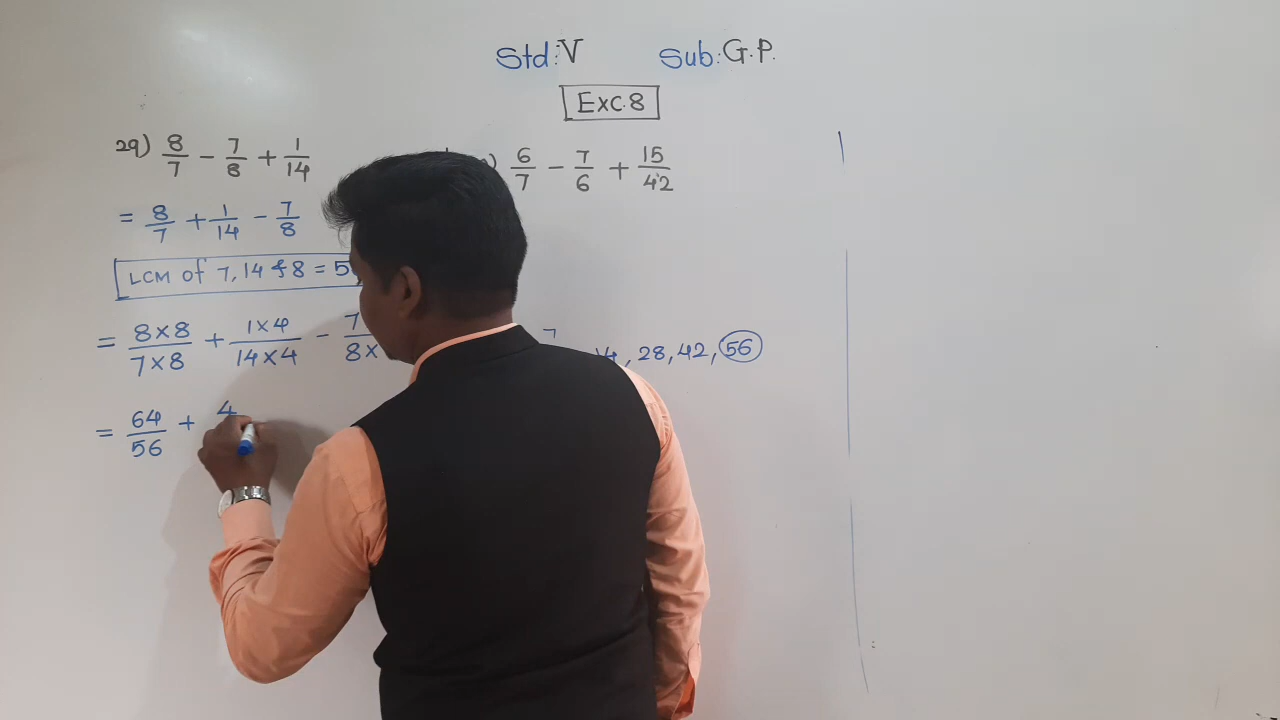 Std: V Sub: G.P.
Exc.8
29) 8/7 - 7/8 + 1/14
= 8/7 + 1/14 - 7/8
LCM of 7, 14 & 8 = 5
= 8×8/7×8 + 1×4/14×4 - 7/8×
= 64/56 + 4
) 6/7 - 7/6 + 15/42
7
14, 28, 42, 56